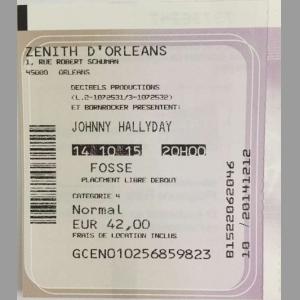 ZENITH D'ORLEANS
1, RUE ROBERT SCHUMAN
45000 ORLEANS
DECIBELS PRODUCTIONS
(L.2-1072531/3-1072532)
ET BORNROCKER PRESENTENT:
JOHNNY HALLYDAY
14 10 15 20H00
FOSSE
PLACEMENT LIBRE DEBOUT
CATEGORIE 4
Normal
EUR 42,00
FRAIS DE LOCATION INCLUS
GCEN010256859823
81522062046
10 / 20141212